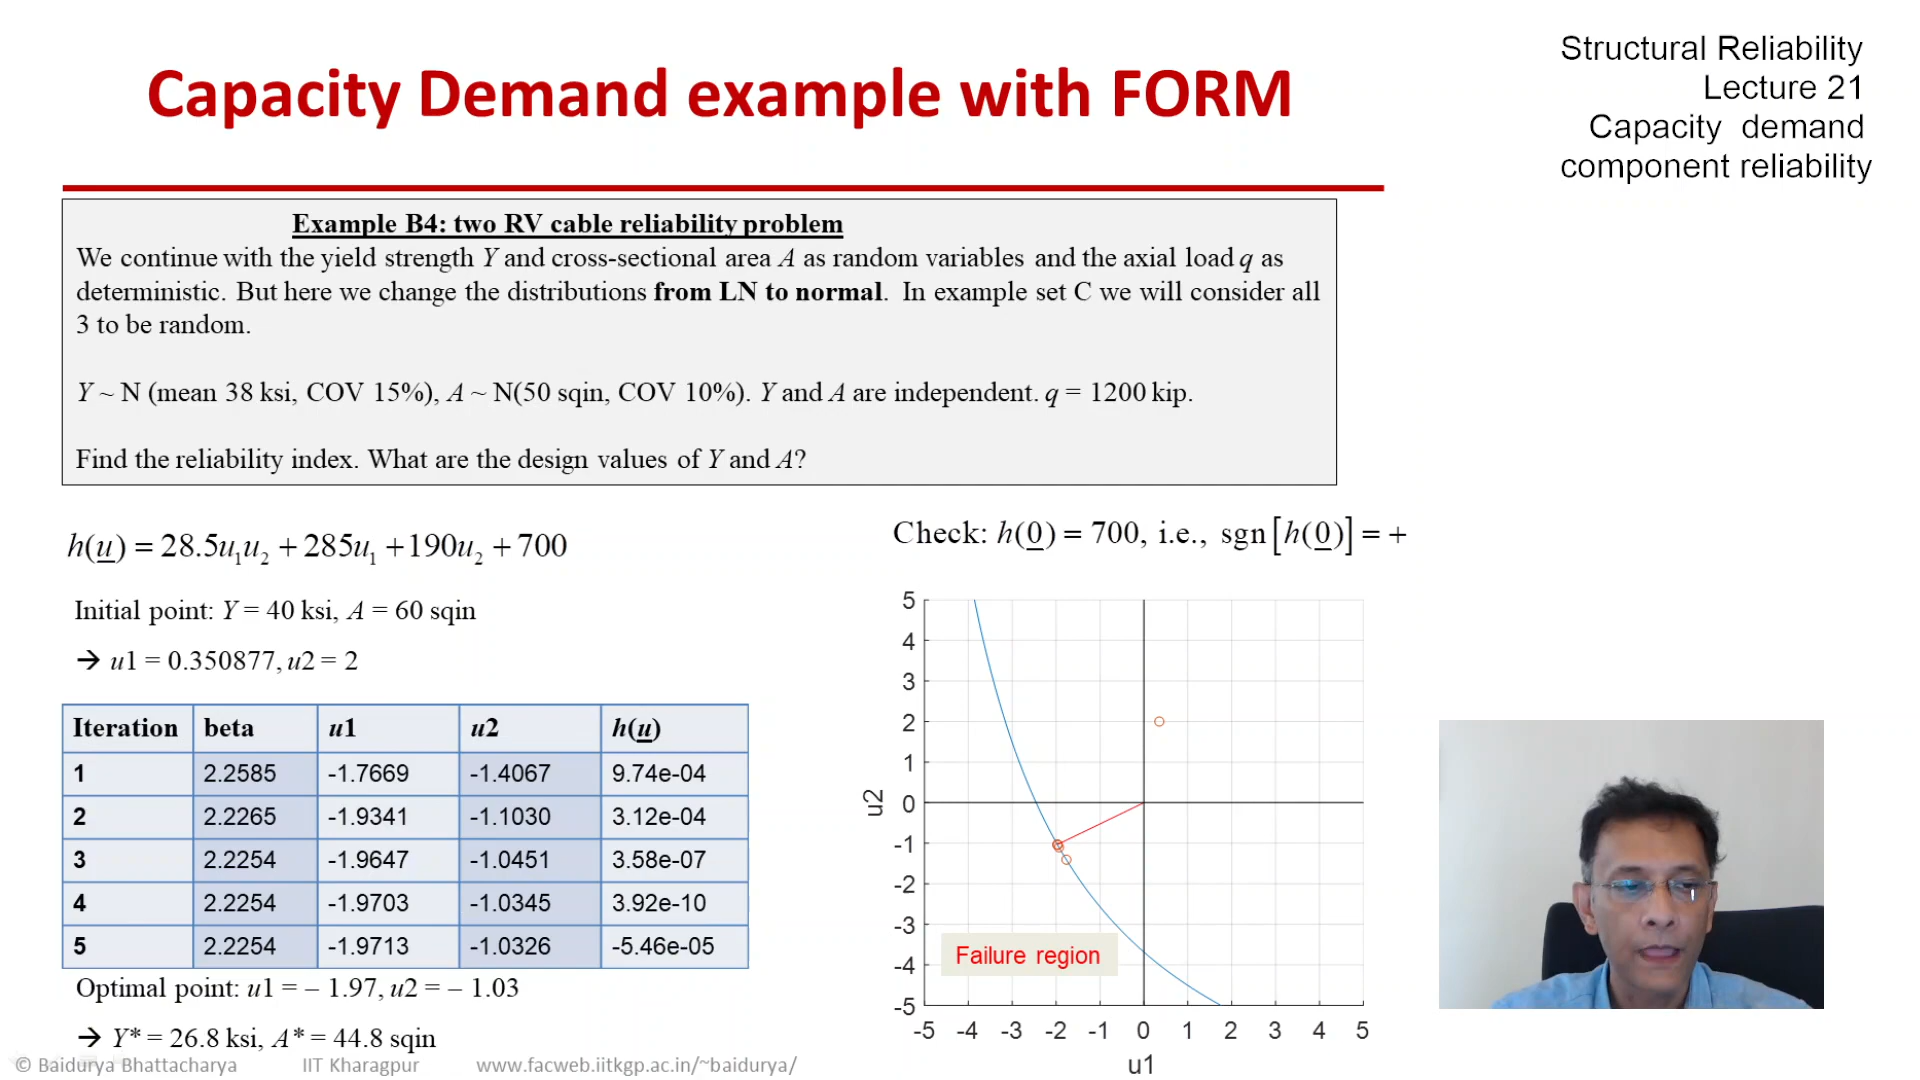 Capacity Demand example with FORM
Structural Reliability
Lecture 21
Capacity demand
component reliability
Example B4: two RV cable reliability problem
We continue with the yield strength Y and cross-sectional area A as random variables and the axial load q as
deterministic. But here we change the distributions from LN to normal. In example set C we will consider all
3 to be random.
Y ~ N (mean 38 ksi, COV 15%), A ~ N(50 sqin, COV 10%). Y and A are independent. q = 1200 kip.
Find the reliability index. What are the design values of Y and A?
h(u) = 28.5u₁u₂ + 285u₁ + 190u₂ + 700
Check: h(0) = 700, i.e., sgn[h(0)] = +
Initial point: Y = 40 ksi, A = 60 sqin
→ u1 = 0.350877, u2 = 2
Iteration beta u1 u2 h(u)
1 2.2585 -1.7669 -1.4067 9.74e-04
2 2.2265 -1.9341 -1.1030 3.12e-04
3 2.2254 -1.9647 -1.0451 3.58e-07
4 2.2254 -1.9703 -1.0345 3.92e-10
5 2.2254 -1.9713 -1.0326 -5.46e-05
Optimal point: u1 = – 1.97, u2 = – 1.03
→ Y* = 26.8 ksi, A* = 44.8 sqin
5
4
3
2
1
0
-1
-2
-3
-4
-5
u2
Failure region
-5 -4 -3 -2 -1 0 1 2 3 4 5
u1
© Baidurya Bhattacharya IIT Kharagpur www.facweb.iitkgp.ac.in/~baidurya/